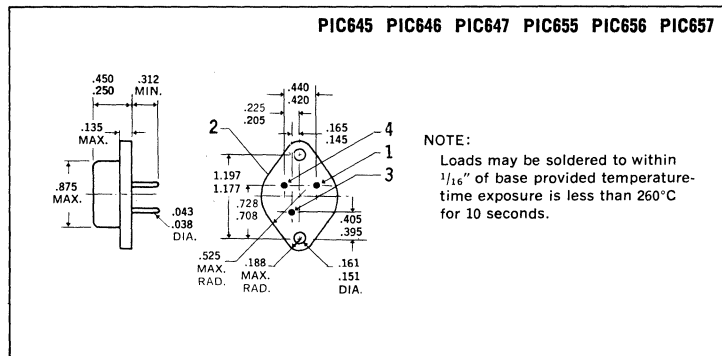 PIC645 PIC646 PIC647 PIC655 PIC656 PIC657
.450
.250
.312
MIN.
.135
MAX.
.875
MAX.
.043
.038
DIA.
.440
.420
.225
.205
.165
.145
2
4
1
3
1.197
1.177
.728
.708
.405
.395
.525
MAX.
RAD.
.188
MAX.
RAD.
.161
.151
DIA.
NOTE:
Loads may be soldered to within
1/16" of base provided temperature-
time exposure is less than 260°C
for 10 seconds.